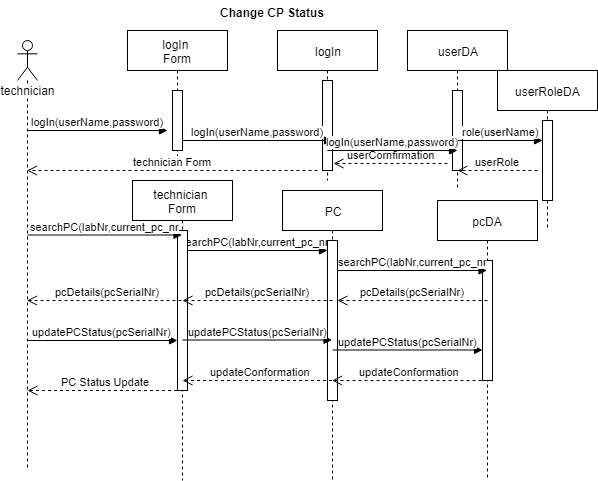 Change CP Status
logIn
Form
logIn
userDA
userRoleDA
technician
logIn(userName,password)
logIn(userName,password)
logIn(userName,password)
role(userName)
technician Form
userCornfirmation
userRole
technician
Form
PC
pcDA
searchPC(labNr,current_pc_nr
earchPC(labNr,current_pc_nr
searchPC(labNr,current_pc_nr
pcDetails(pcSerialNr)
pcDetails(pcSerialNr)
pcDetails(pcSerialNr)
updatePCStatus(pcSerialNr)
updatePCStatus(pcSerialNr)
updatePCStatus(pcSerialNr)
PC Status Update
updateConformation
updateConformation